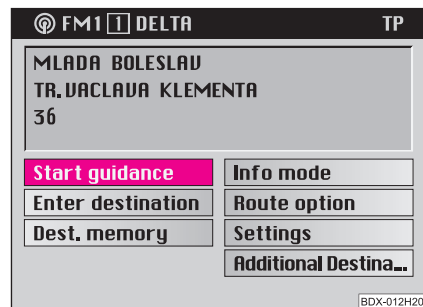 FM1 1 DELTA TP
MLADA BOLESLAV
TR.VACLAVA KLEMENTA
36
Start guidance Info mode
Enter destination Route option
Dest. memory Settings
Additional Destina...
BDX-012H20